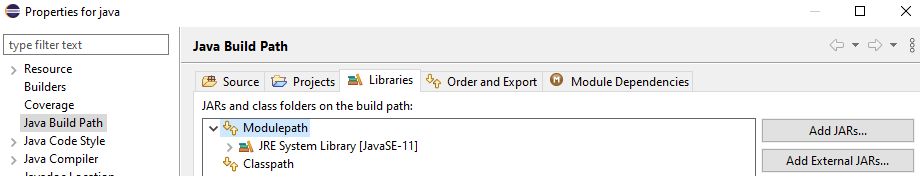 Properties for java
type filter text
Java Build Path
Resource
Builders
Coverage
Java Build Path
Java Code Style
Java Compiler
Javadoc Location
Source
Projects
Libraries
Order and Export
Module Dependencies
JARs and class folders on the build path:
Modulepath
JRE System Library [JavaSE-11]
Classpath
Add JARs...
Add External JARs...